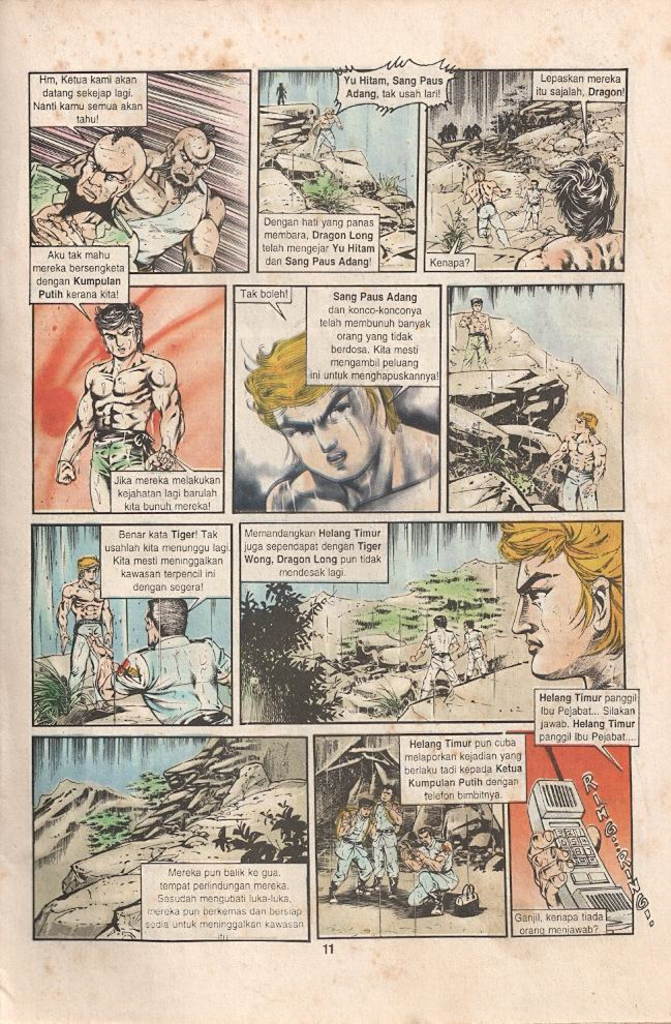 Hm, Ketua kami akan
datang sekejap lagi.
Nanti kamu semua akan
tahu!
Yu Hitam, Sang Paus
Adang, tak usah lari!
Dengan hati yang panas
membara, Dragon Long
telah mengejar Yu Hitam
dan Sang Paus Adang!
Lepaskan mereka
itu sajalah, Dragon!
Kenapa?
Aku tak mahu
mereka bersengketa
dengan Kumpulan
Putih kerana kita!
Jika mereka melakukan
kejahatan lagi barulah
kita bunuh mereka!
Tak boleh!
Sang Paus Adang
dan konco-konconya
telah membunuh banyak
orang yang tidak
berdosa. Kita mesti
mengambil peluang
ini untuk menghapuskannya!
Benar kata Tiger! Tak
usahlah kita menunggu lagi.
Kita mesti meninggalkan
kawasan terpencil ini
dengan segera!
Memandangkan Helang Timur
juga sependapat dengan Tiger
Wong, Dragon Long pun tidak
mendesak lagi.
Helang Timur panggil
Ibu Pejabat... Silakan
jawab. Helang Timur
panggil Ibu Pejabat....
Mereka pun balik ke gua,
tempat perlindungan mereka.
Sesudah mengubati luka-luka,
mereka pun berkemas dan bersiap
sedia untuk meninggalkan kawasan
itu.
Helang Timur pun cuba
melaporkan kejadian yang
berlaku tadi kepada Ketua
Kumpulan Putih dengan
telefon bimbitnya.
RING..RING..
Ganjil, kenapa tiada
orang menjawab?
11